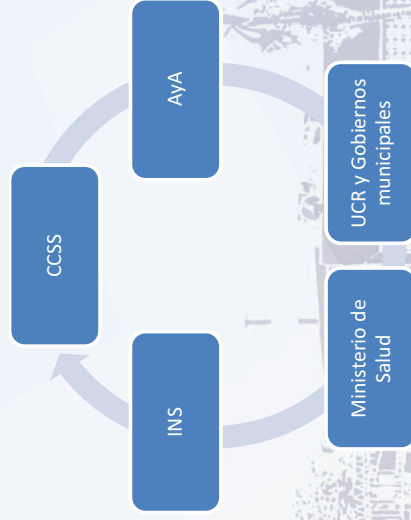 CCSS
AyA
UCR y Gobiernos
municipales
Ministerio de
Salud
INS